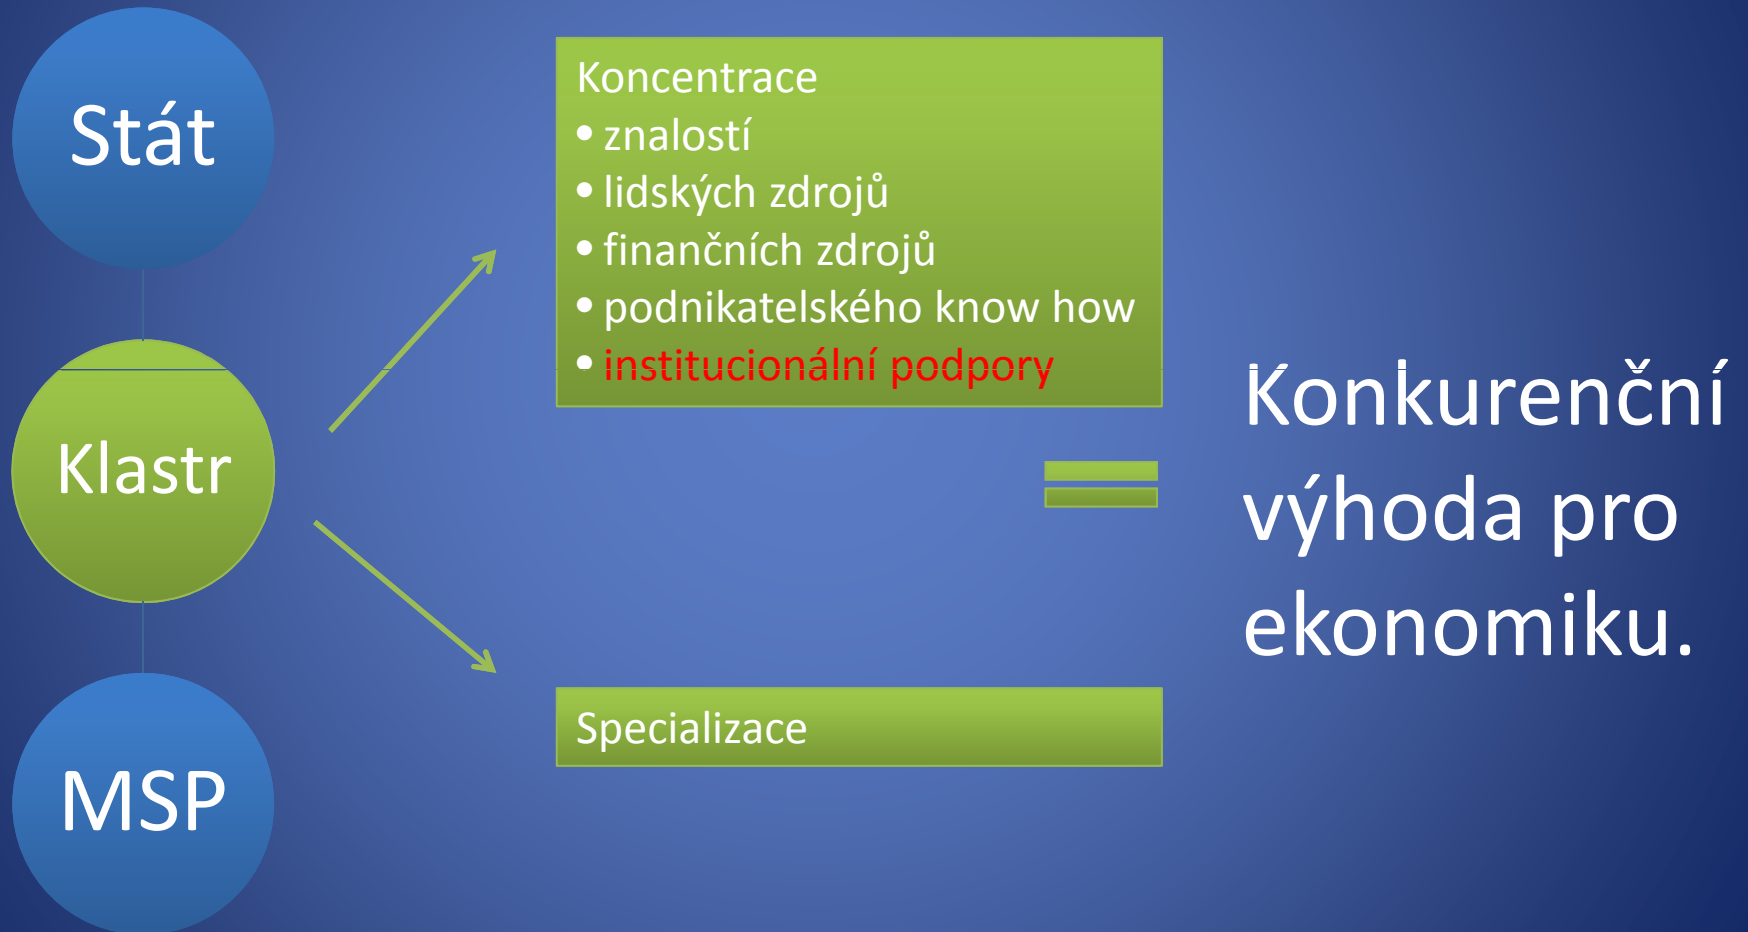 Stát
Klastr
MSP
Koncentrace
• znalostí
• lidských zdrojů
• finančních zdrojů
• podnikatelského know how
• institucionální podpory
Specializace
Konkurenční
výhoda pro
ekonomiku.